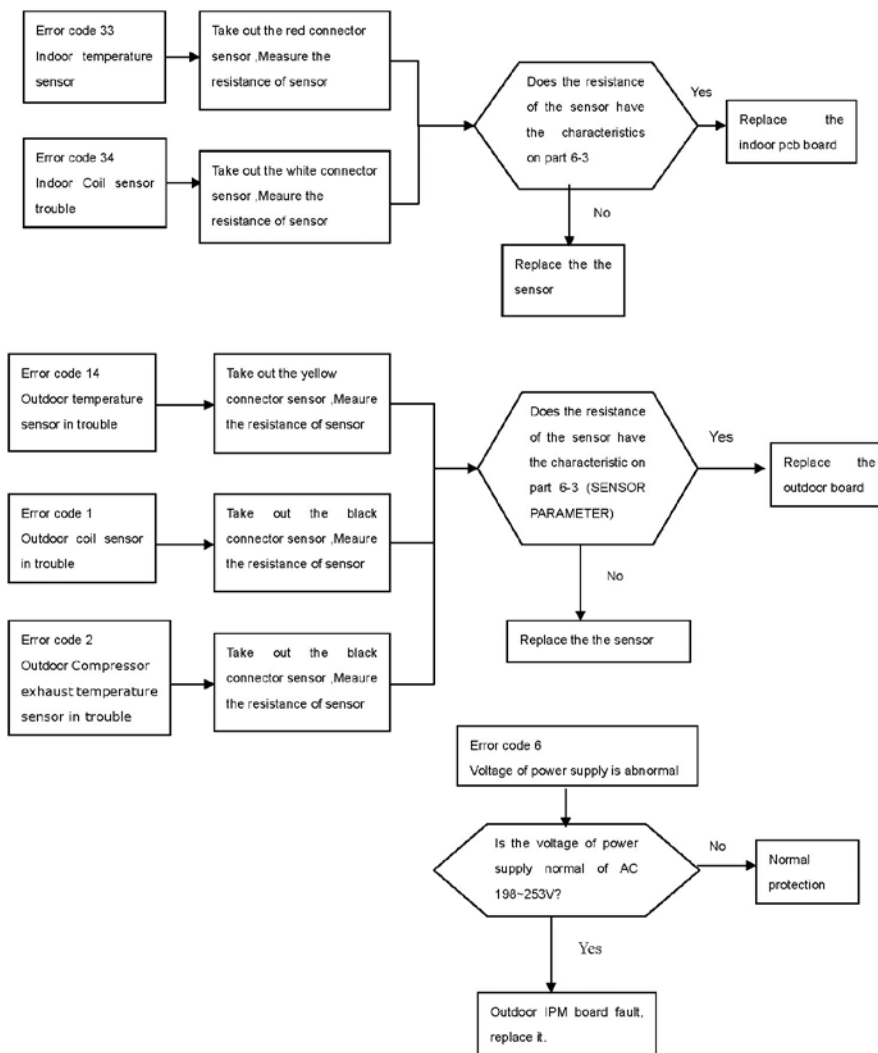 Error code 33
Indoor temperature
sensor
Take out the red connector
sensor ,Measure the
resistance of sensor
Does the resistance
of the sensor have
the characteristics
on part 6-3
Yes
Replace the
indoor pcb board
Error code 34
Indoor Coil sensor
trouble
Take out the white connector
sensor ,Meaure the
resistance of sensor
No
Replace the the
sensor
Error code 14
Outdoor temperature
sensor in trouble
Take out the yellow
connector sensor ,Meaure
the resistance of sensor
Does the resistance
of the sensor have
the characteristic on
part 6-3 (SENSOR
PARAMETER)
Yes
Replace the
outdoor board
Error code 1
Outdoor coil sensor
in trouble
Take out the black
connector sensor ,Meaure
the resistance of sensor
No
Replace the the sensor
Error code 2
Outdoor Compressor
exhaust temperature
sensor in trouble
Take out the black
connector sensor ,Meaure
the resistance of sensor
Error code 6
Voltage of power supply is abnormal
Is the voltage of power
supply normal of AC
198~253V?
No
Normal
protection
Yes
Outdoor IPM board fault,
replace it.